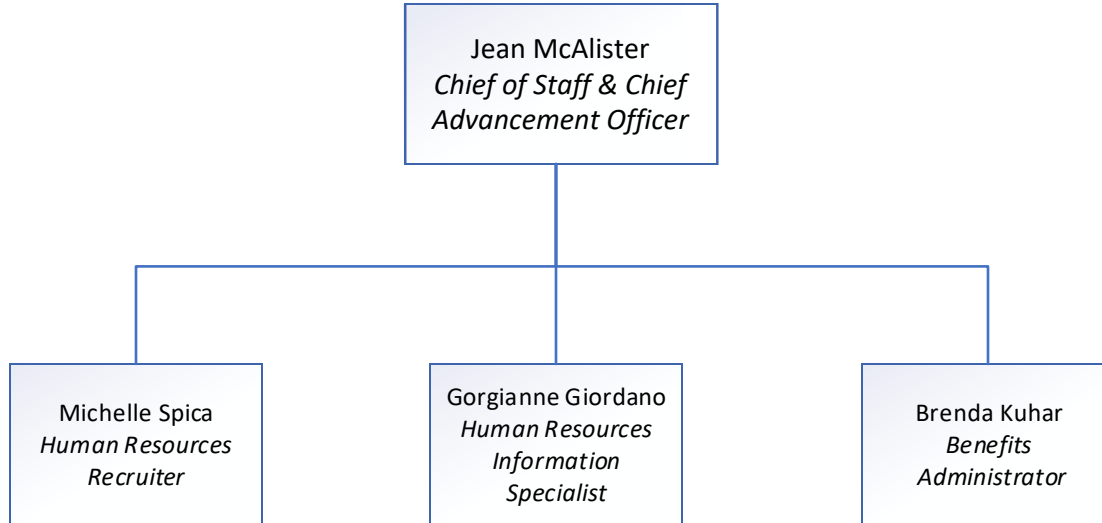 Jean McAlister
Chief of Staff & Chief
Advancement Officer
Michelle Spica
Human Resources
Recruiter
Gorgianne Giordano
Human Resources
Information
Specialist
Brenda Kuhar
Benefits
Administrator